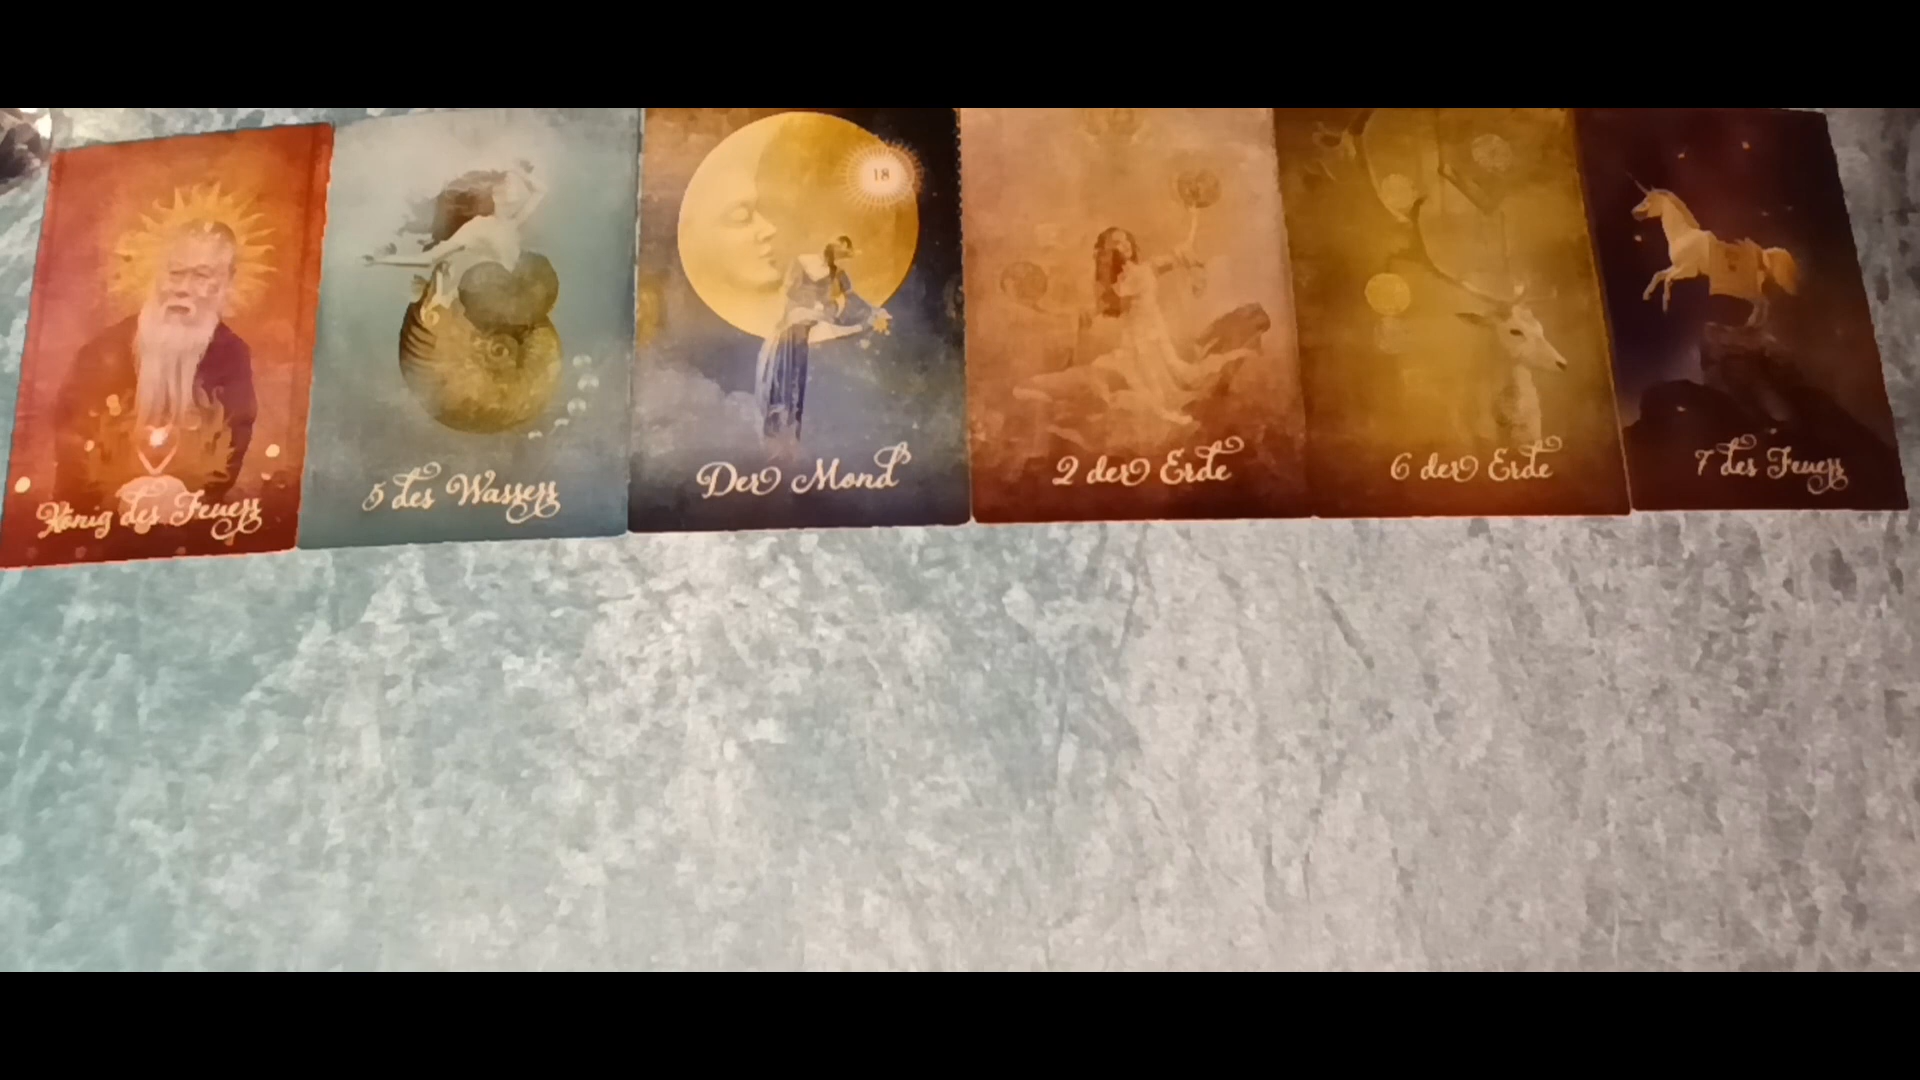 König des Feuers
5 des Wassers
18
Der Mond
2 der Erde
6 der Erde
7 des Feuers